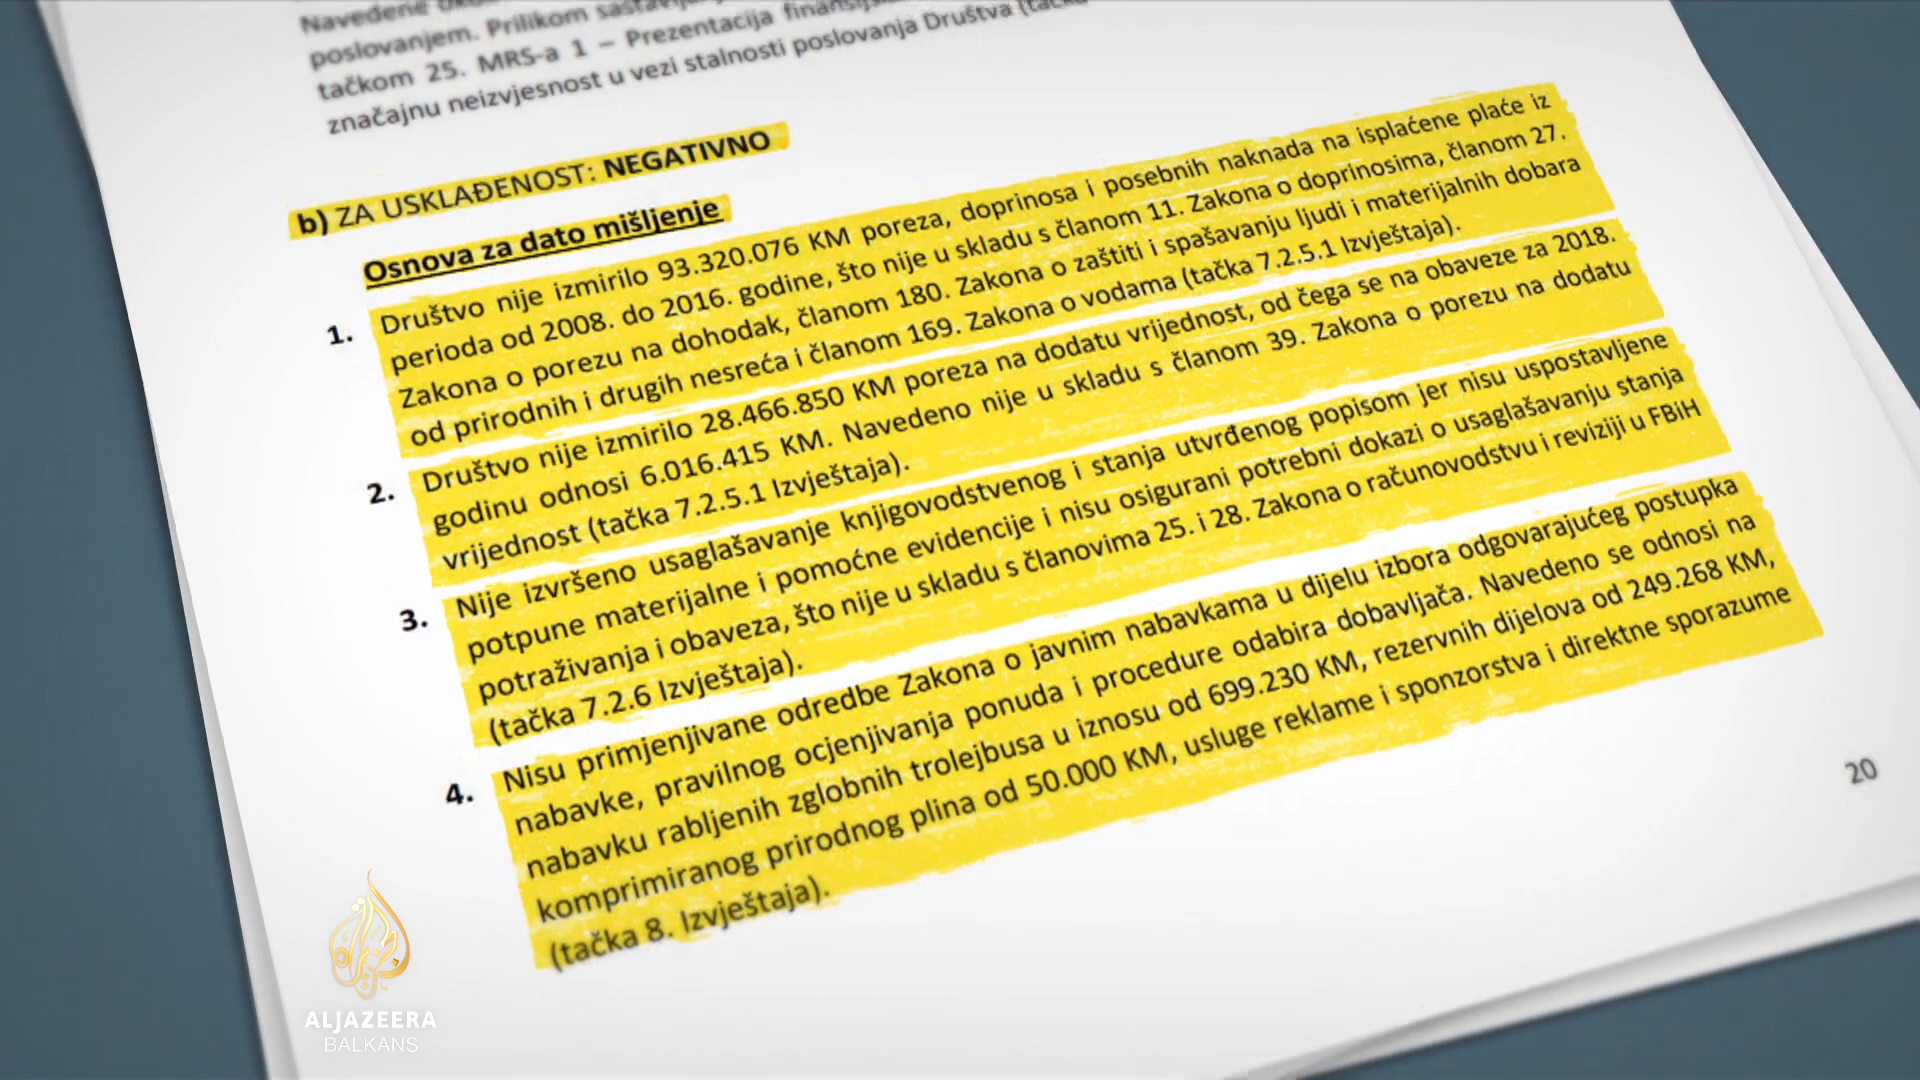 Navedene
poslovanjem. Prilikom
tačkom 25. MRS-a 1 – Prezentacija
značajnu neizvjesnost u vezi stalnosti poslovanja Društva
b) ZA USKLAĐENOST: NEGATIVNO
Osnova za dato mišljenje
1. Društvo nije izmirilo 93.320.076 KM poreza, doprinosa i posebnih naknada na isplaćene plaće iz
perioda od 2008. do 2016. godine, što nije u skladu s članom 11. Zakona o doprinosima, članom 27.
Zakona o porezu na dohodak, članom 180. Zakona o zaštiti i spašavanju ljudi i materijalnih dobara
od prirodnih i drugih nesreća i članom 169. Zakona o vodama (tačka 7.2.5.1 Izvještaja).
2. Društvo nije izmirilo 28.466.850 KM poreza na dodatu vrijednost, od čega se na obaveze za 2018.
godinu odnosi 6.016.415 KM. Navedeno nije u skladu s članom 39. Zakona o porezu na dodatu
vrijednost (tačka 7.2.5.1 Izvještaja).
3. Nije izvršeno usaglašavanje knjigovodstvenog i stanja utvrđenog popisom jer nisu uspostavljene
potpune materijalne i pomoćne evidencije i nisu osigurani potrebni dokazi o usaglašavanju stanja
potraživanja i obaveza, što nije u skladu s članovima 25. i 28. Zakona o računovodstvu i reviziji u FBiH
(tačka 7.2.6 Izvještaja).
4. Nisu primjenjivane odredbe Zakona o javnim nabavkama u dijelu izbora odgovarajućeg postupka
nabavke, pravilnog ocjenjivanja ponuda i procedure odabira dobavljača. Navedeno se odnosi na
nabavku rabljenih zglobnih trolejbusa u iznosu od 699.230 KM, rezervnih dijelova od 249.268 KM,
komprimiranog prirodnog plina od 50.000 KM, usluge reklame i sponzorstva i direktne sporazume
(tačka 8. Izvještaja).
20
ALJAZEERA
BALKANS